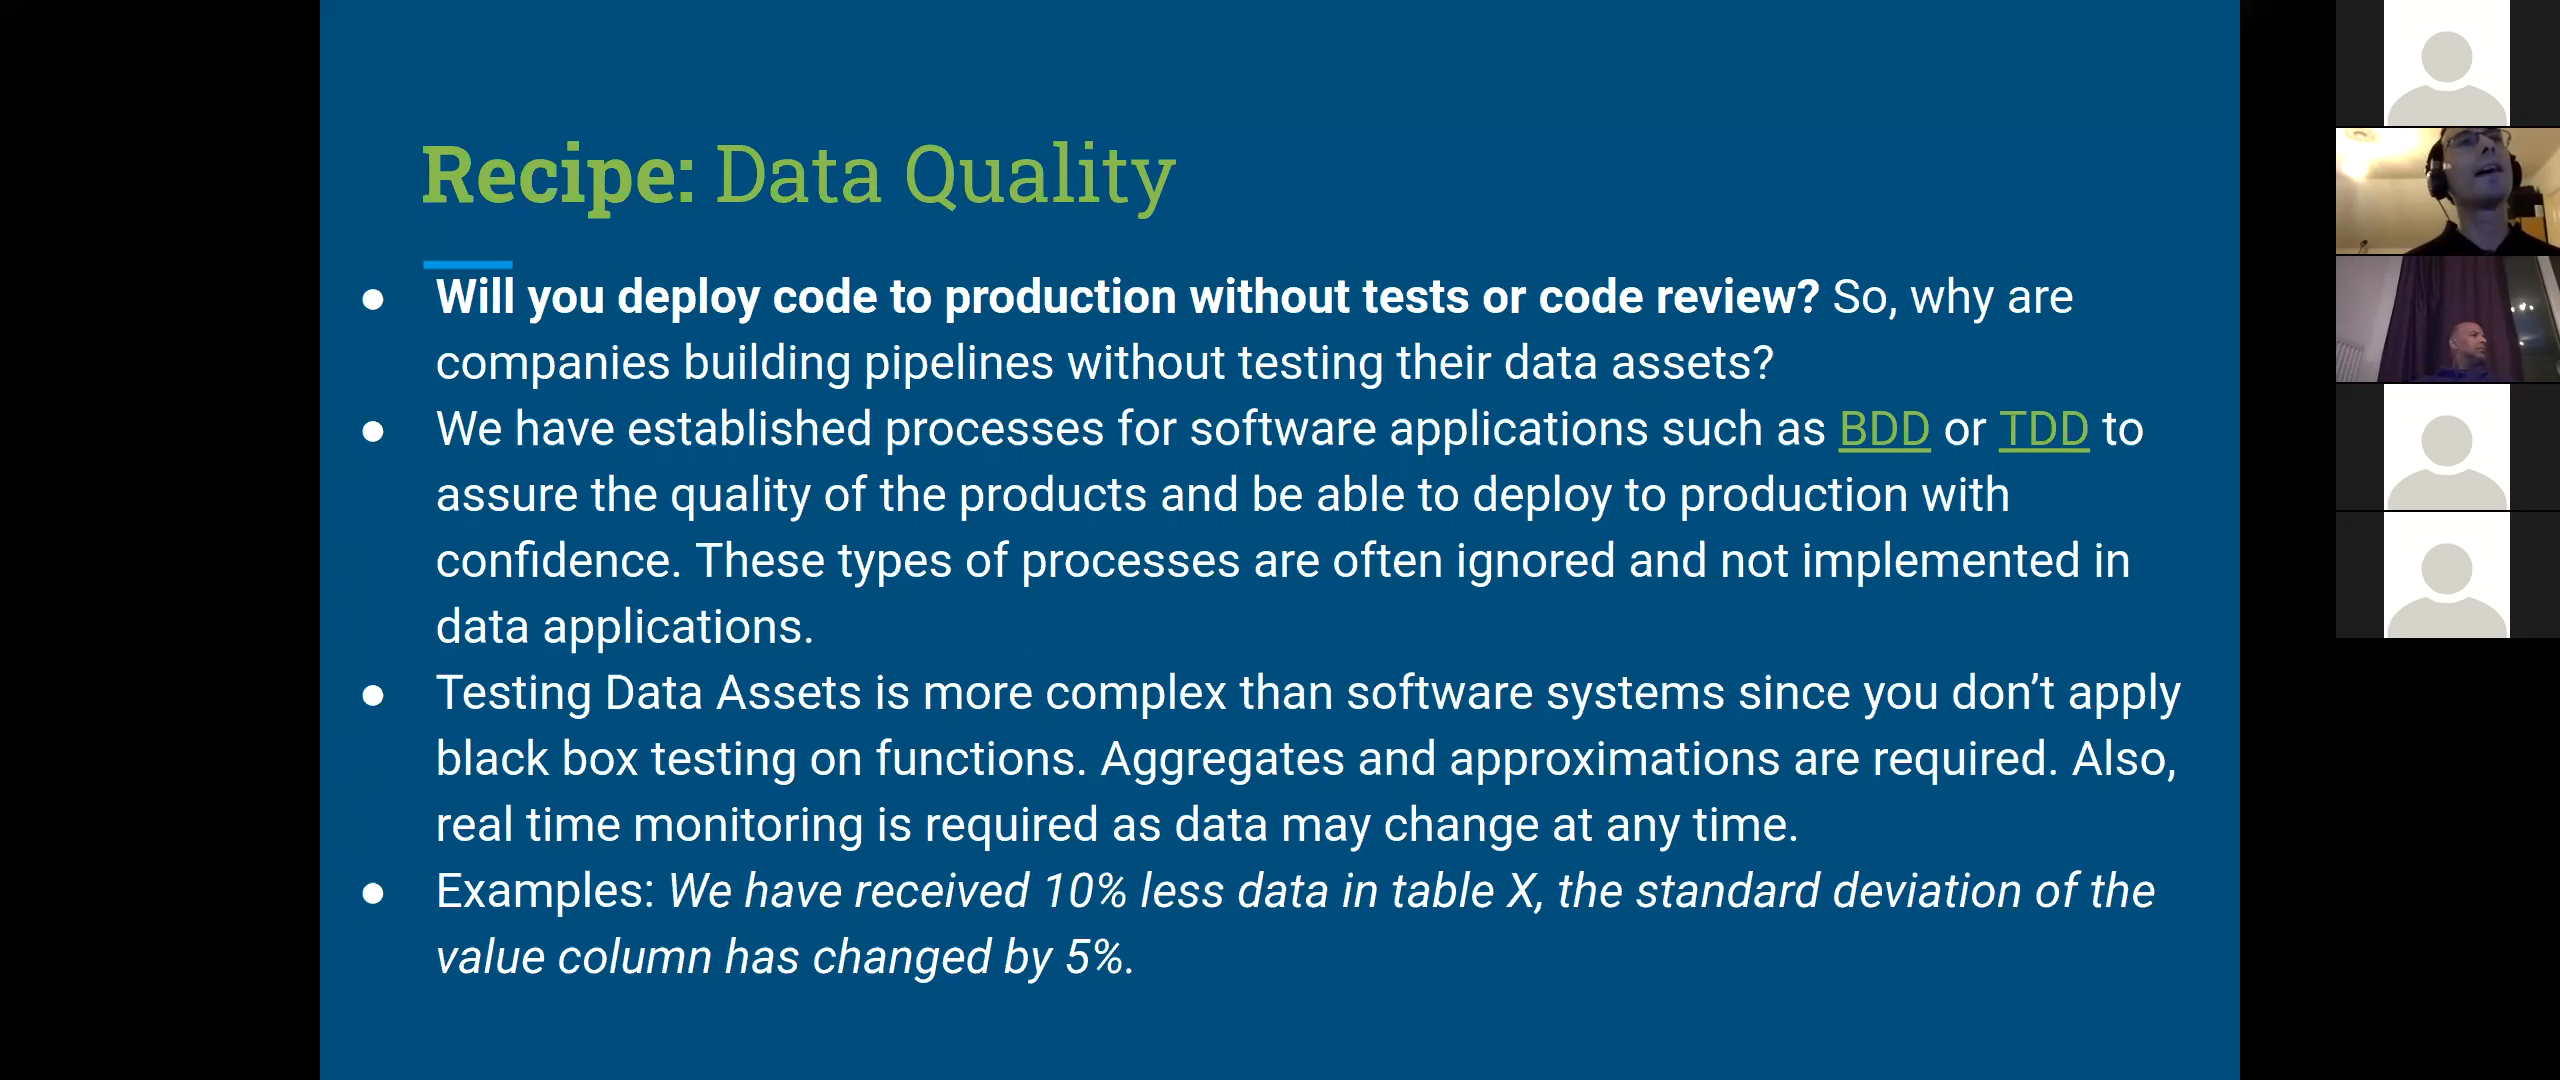 Recipe: Data Quality
● Will you deploy code to production without tests or code review? So, why are
companies building pipelines without testing their data assets?
● We have established processes for software applications such as BDD or TDD to
assure the quality of the products and be able to deploy to production with
confidence. These types of processes are often ignored and not implemented in
data applications.
● Testing Data Assets is more complex than software systems since you don’t apply
black box testing on functions. Aggregates and approximations are required. Also,
real time monitoring is required as data may change at any time.
● Examples: We have received 10% less data in table X, the standard deviation of the
value column has changed by 5%.